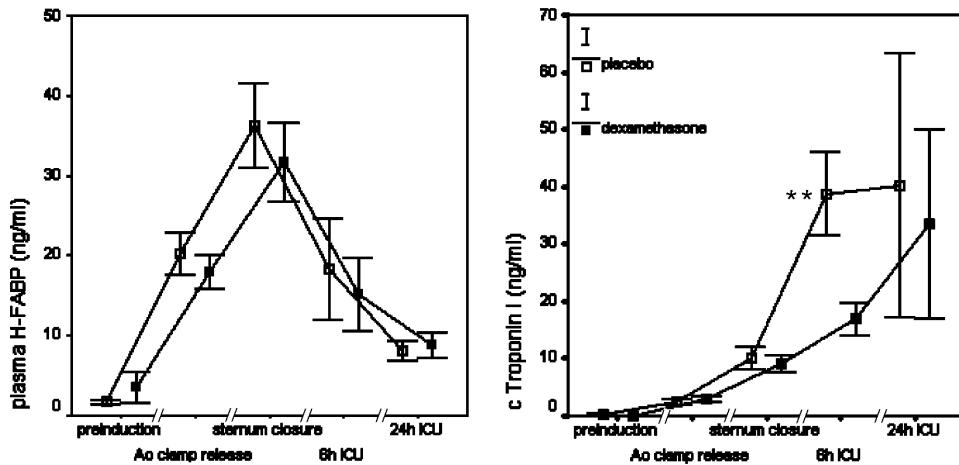 50
40
30
20
10
0
plasma H-FABP (ng/ml)
preinduction
sternum closure
24h ICU
Ao clamp release
6h ICU
70
60
50
40
30
20
10
0
c Troponin I (ng/ml)
placebo
dexamethasone
**
preinduction
sternum closure
24h ICU
Ao clamp release
6h ICU